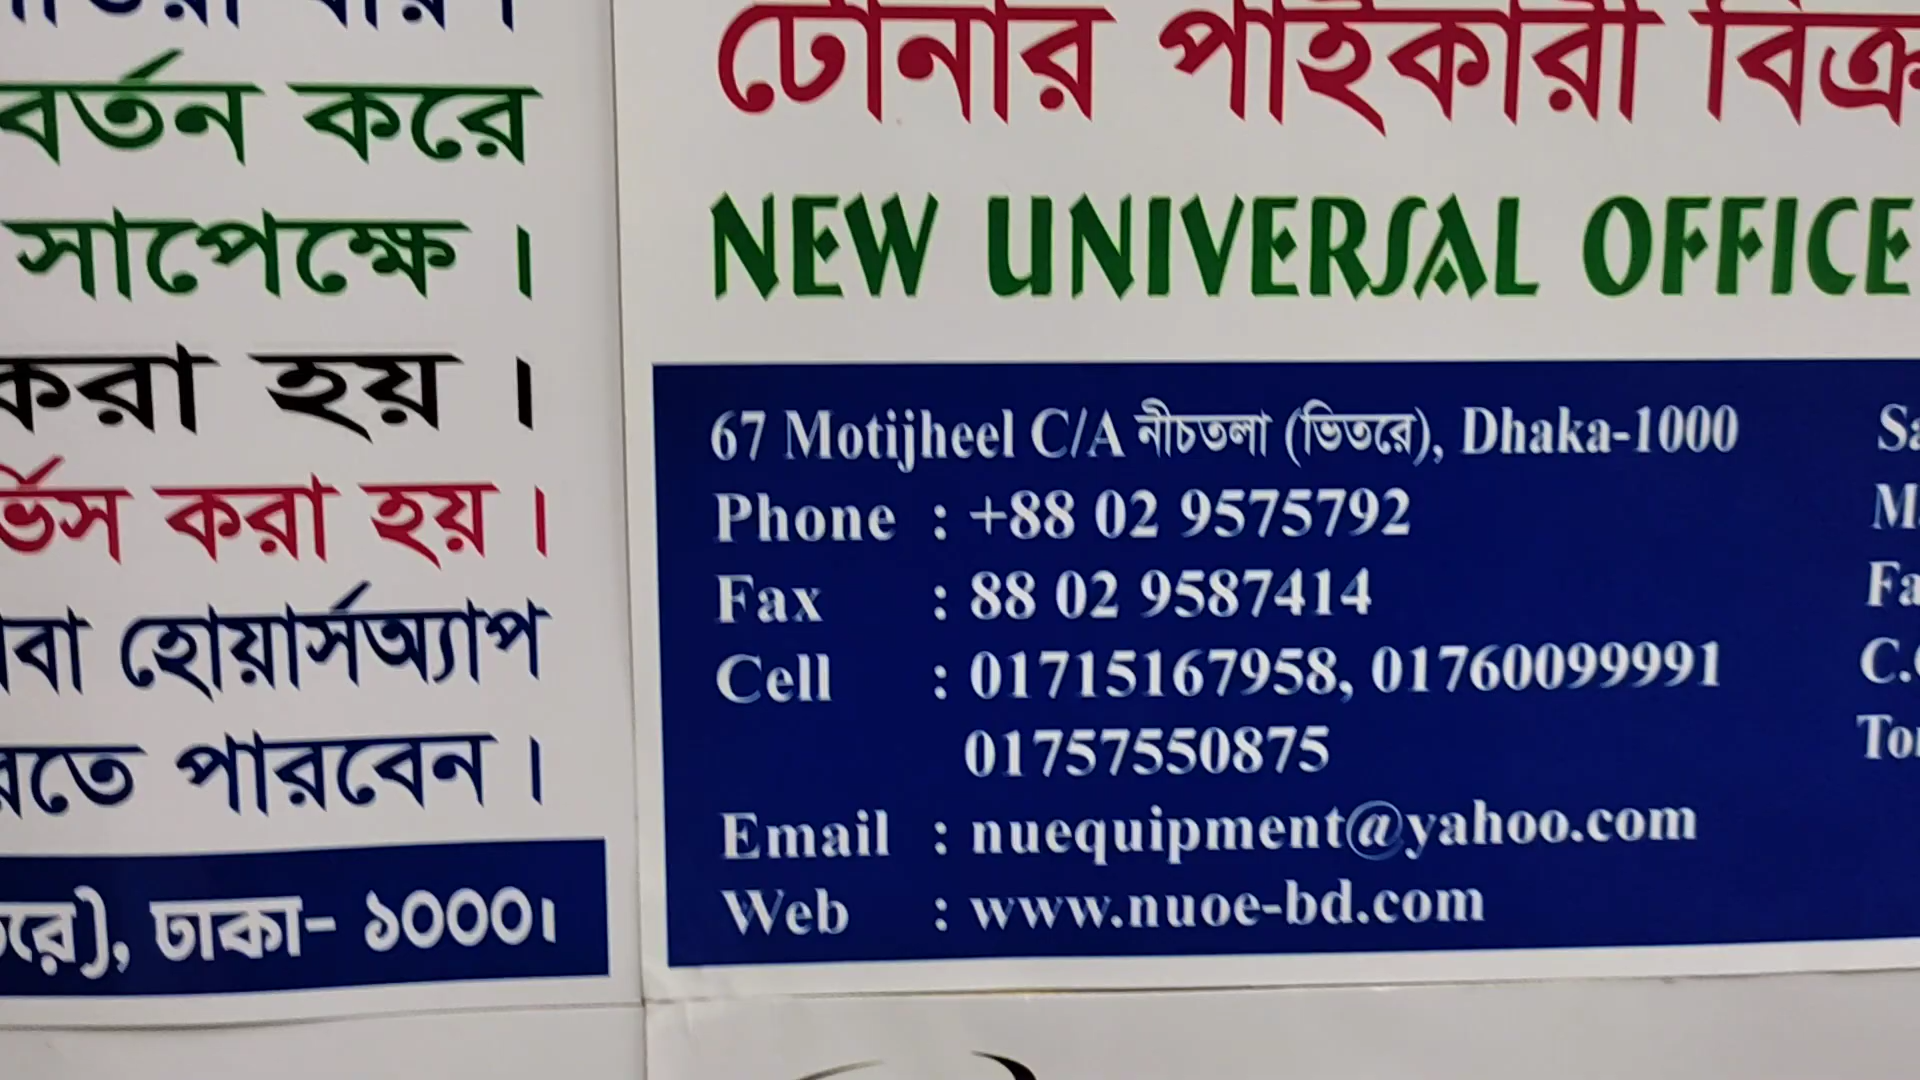 বর্তন করে
সাপেক্ষে ।
করা হয় ।
করা হয় ।
হোয়ার্সঅ্যাপ
পারবেন ।
ঢাকা- ১০০০।
টোনার পাইকারী
NEW UNIVERSAL OFFICE
67 Motijheel C/A নীচতলা (ভিতরে), Dhaka-1000
Phone : +88 02 9575792
Fax : 88 02 9587414
Cell : 01715167958, 01760099991
01757550875
Email : nuequipment@yahoo.com
Web : www.nuoe-bd.com